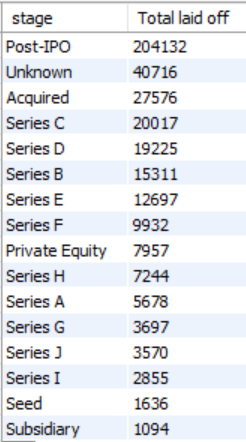 stage Total laid off
Post-IPO 204132
Unknown 40716
Acquired 27576
Series C 20017
Series D 19225
Series B 15311
Series E 12697
Series F 9932
Private Equity 7957
Series H 7244
Series A 5678
Series G 3697
Series J 3570
Series I 2855
Seed 1636
Subsidiary 1094